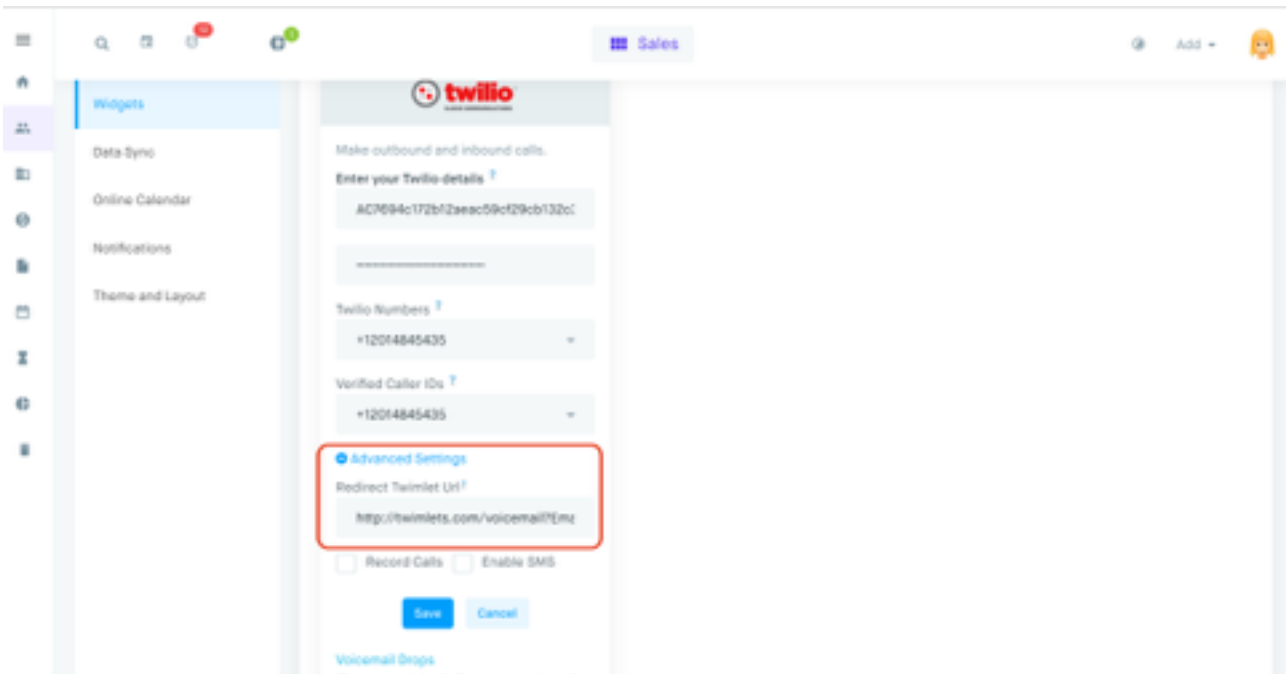 Sales
Add
twilio
Widgets
Make outbound and inbound calls.
Data Sync
Enter your Twilio details ?
Online Calendar
Notifications
Theme and Layout
Twilio Numbers ?
+12014845435
Verified Caller IDs ?
+12014845435
Advanced Settings
Redirect Twimlet Url?
http://twimlets.com/voicemail?Ema
Record Calls Enable SMS
Save Cancel
Voicemail Drops